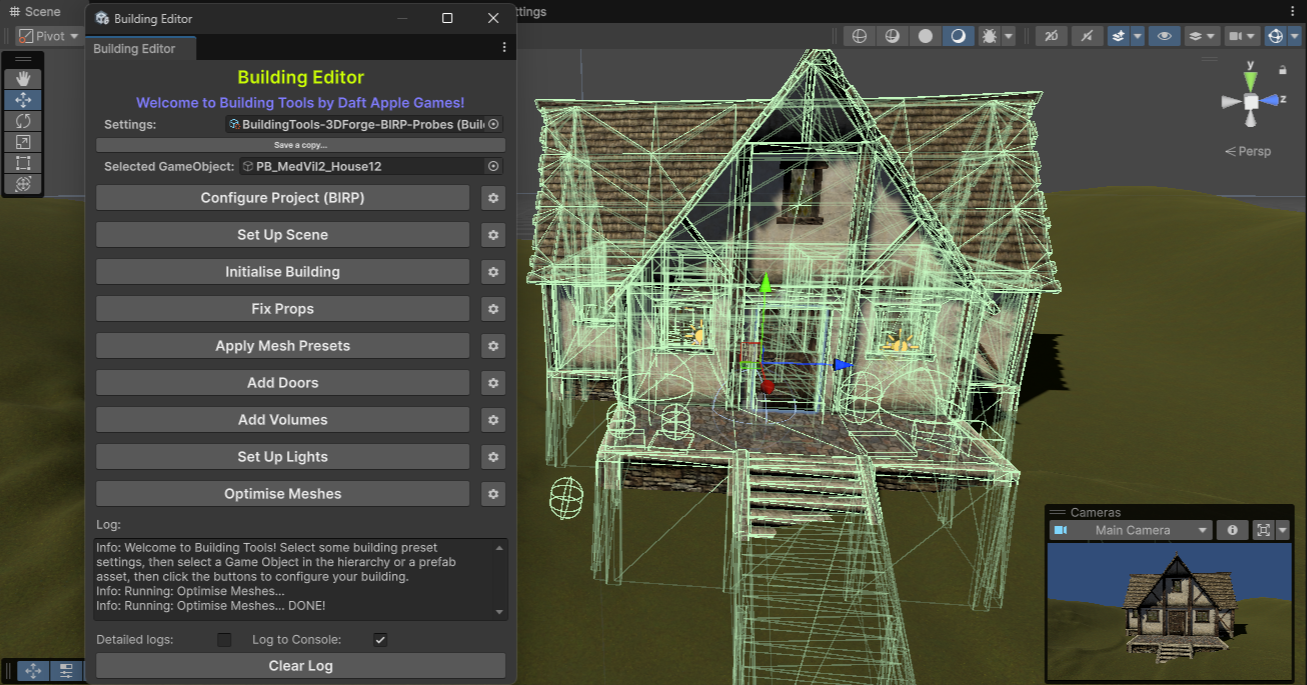 Scene
Building Editor
ttings
Pivot
Building Editor
Building Editor
Welcome to Building Tools by Daft Apple Games!
Settings:
BuildingTools-3DForge-BIRP-Probes (Buil
Save a copy...
Selected GameObject:
PB_MedVil2_House12
Configure Project (BIRP)
Set Up Scene
Initialise Building
Fix Props
Apply Mesh Presets
Add Doors
Add Volumes
Set Up Lights
Optimise Meshes
Log:
Info: Welcome to Building Tools! Select some building preset
settings, then select a Game Object in the hierarchy or a prefab
asset, then click the buttons to configure your building.
Info: Running: Optimise Meshes...
Info: Running: Optimise Meshes... DONE!
Detailed logs:
Log to Console:
Clear Log
2D
y
z
Persp
Cameras
Main Camera